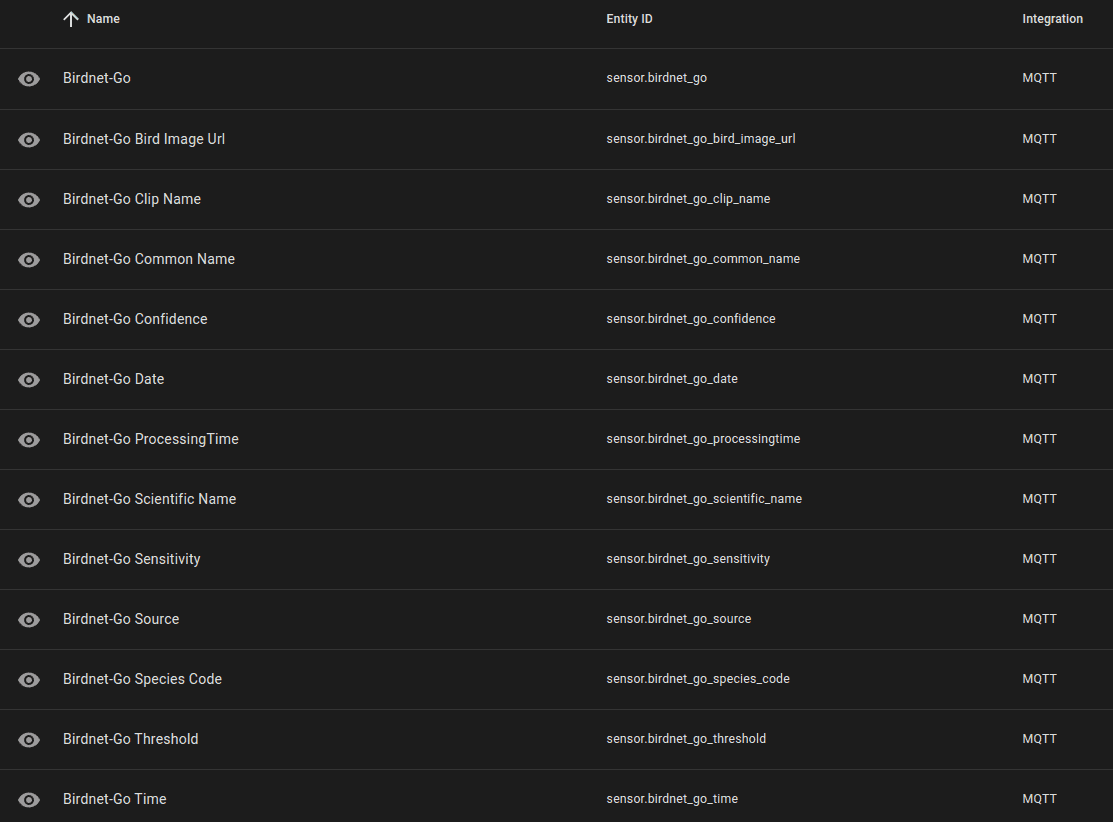 Name Entity ID Integration
Birdnet-Go sensor.birdnet_go MQTT
Birdnet-Go Bird Image Url sensor.birdnet_go_bird_image_url MQTT
Birdnet-Go Clip Name sensor.birdnet_go_clip_name MQTT
Birdnet-Go Common Name sensor.birdnet_go_common_name MQTT
Birdnet-Go Confidence sensor.birdnet_go_confidence MQTT
Birdnet-Go Date sensor.birdnet_go_date MQTT
Birdnet-Go ProcessingTime sensor.birdnet_go_processingtime MQTT
Birdnet-Go Scientific Name sensor.birdnet_go_scientific_name MQTT
Birdnet-Go Sensitivity sensor.birdnet_go_sensitivity MQTT
Birdnet-Go Source sensor.birdnet_go_source MQTT
Birdnet-Go Species Code sensor.birdnet_go_species_code MQTT
Birdnet-Go Threshold sensor.birdnet_go_threshold MQTT
Birdnet-Go Time sensor.birdnet_go_time MQTT